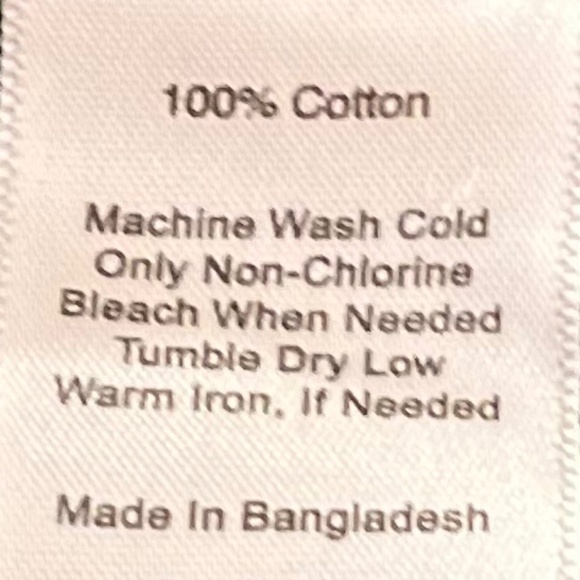 100% Cotton
Machine Wash Cold
Only Non-Chlorine
Bleach When Needed
Tumble Dry Low
Warm Iron, If Needed
Made In Bangladesh